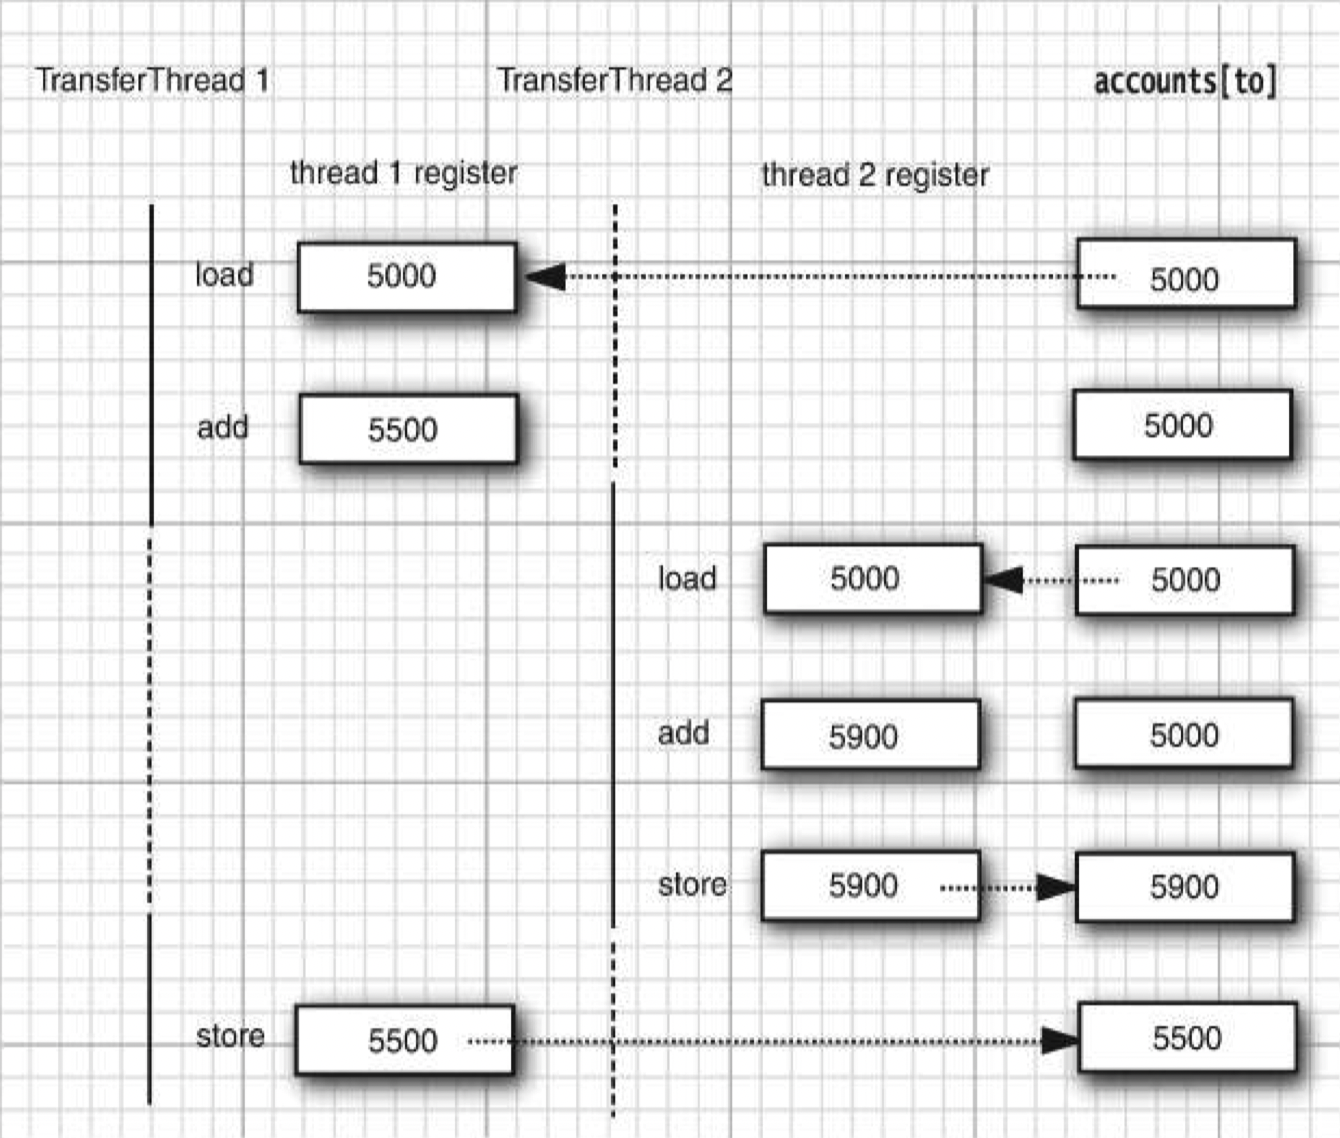 TransferThread 1
TransferThread 2
accounts[to]
thread 1 register
thread 2 register
load
5000
5000
add
5500
5000
load
5000
5000
add
5900
5000
store
5900
5900
store
5500
5500